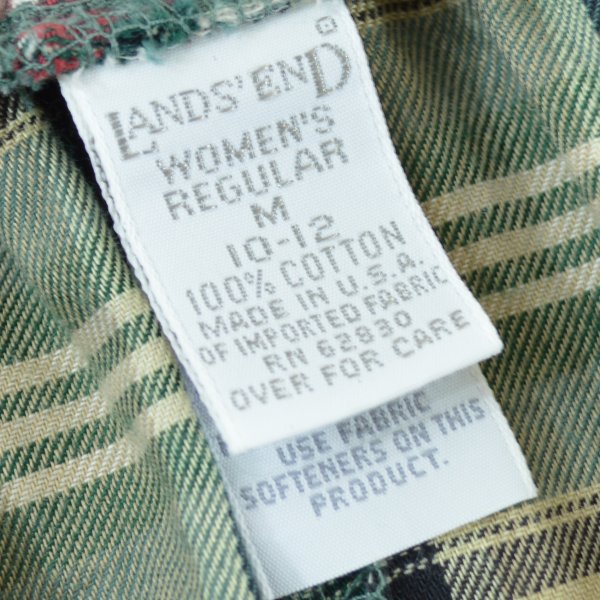 LANDS' END
WOMEN'S
REGULAR
M
10-12
100% COTTON
MADE IN U.S.A.
OF IMPORTED FABRIC
RN 62830
OVER FOR CARE
USE FABRIC
SOFTENERS ON THIS
PRODUCT.